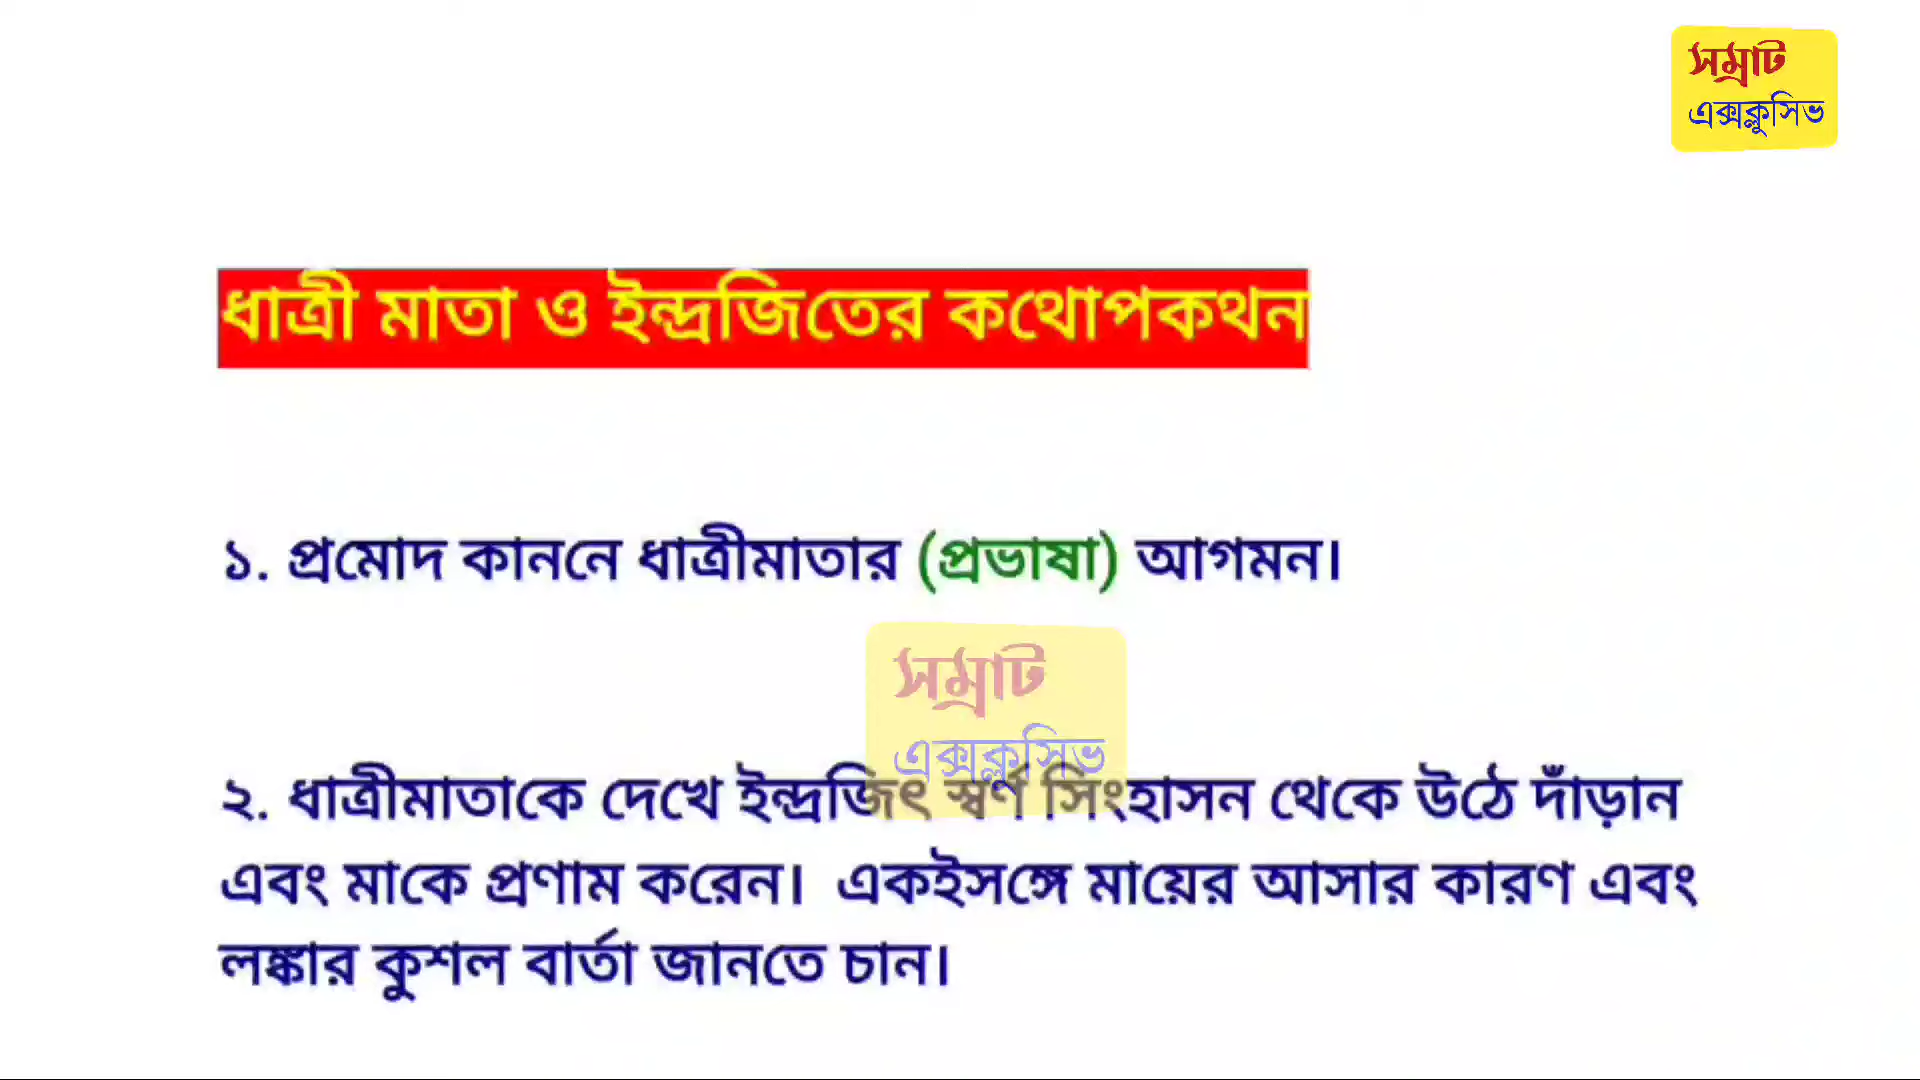 সম্রাট
এক্সক্লুসিভ
ধাত্রী মাতা ও ইন্দ্রজিতের কথোপকথন
১. প্রমোদ কাননে ধাত্রীমাতার (প্রভাষা) আগমন।
সম্রাট
এক্সক্লুসিভ
২. ধাত্রীমাতাকে দেখে ইন্দ্রজিৎ স্বর্ণ সিংহাসন থেকে উঠে দাঁড়ান
এবং মাকে প্রণাম করেন। একইসঙ্গে মায়ের আসার কারণ এবং
লঙ্কার কুশল বার্তা জানতে চান।